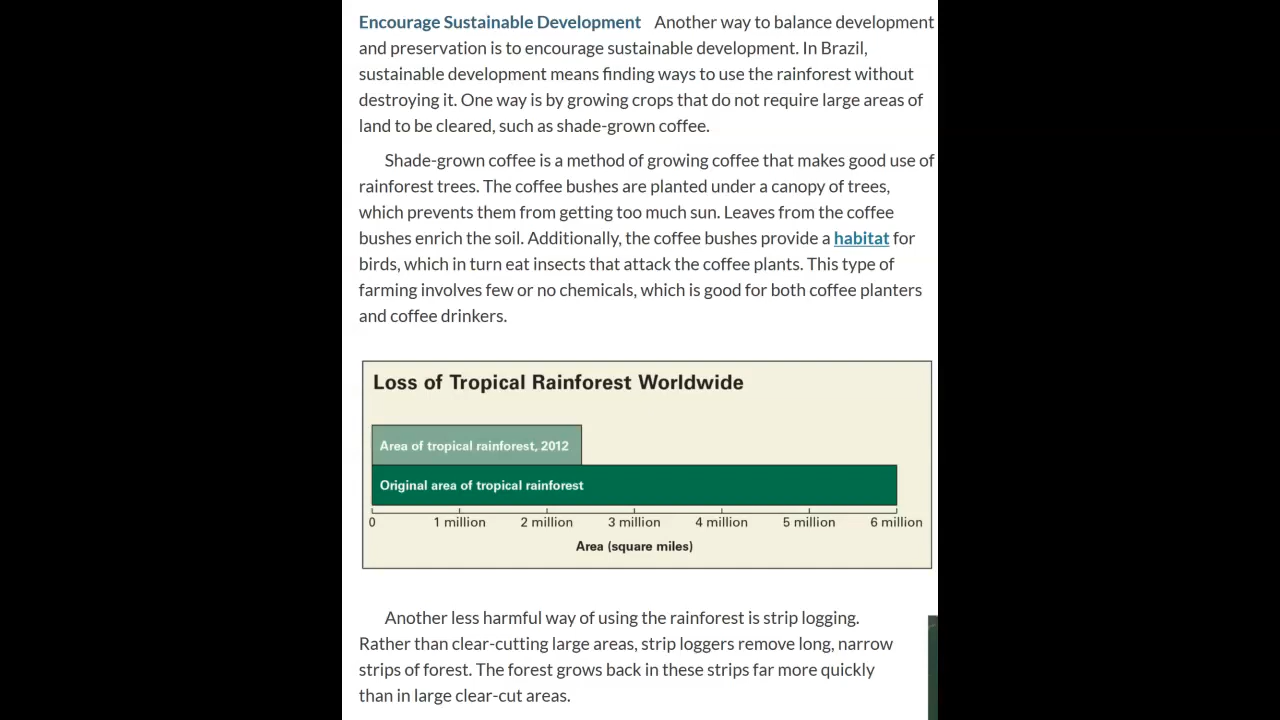 Encourage Sustainable Development Another way to balance development
and preservation is to encourage sustainable development. In Brazil,
sustainable development means finding ways to use the rainforest without
destroying it. One way is by growing crops that do not require large areas of
land to be cleared, such as shade-grown coffee.
Shade-grown coffee is a method of growing coffee that makes good use of
rainforest trees. The coffee bushes are planted under a canopy of trees,
which prevents them from getting too much sun. Leaves from the coffee
bushes enrich the soil. Additionally, the coffee bushes provide a habitat for
birds, which in turn eat insects that attack the coffee plants. This type of
farming involves few or no chemicals, which is good for both coffee planters
and coffee drinkers.
Loss of Tropical Rainforest Worldwide
Area of tropical rainforest, 2012
Original area of tropical rainforest
0 1 million 2 million 3 million 4 million 5 million 6 million
Area (square miles)
Another less harmful way of using the rainforest is strip logging.
Rather than clear-cutting large areas, strip loggers remove long, narrow
strips of forest. The forest grows back in these strips far more quickly
than in large clear-cut areas.